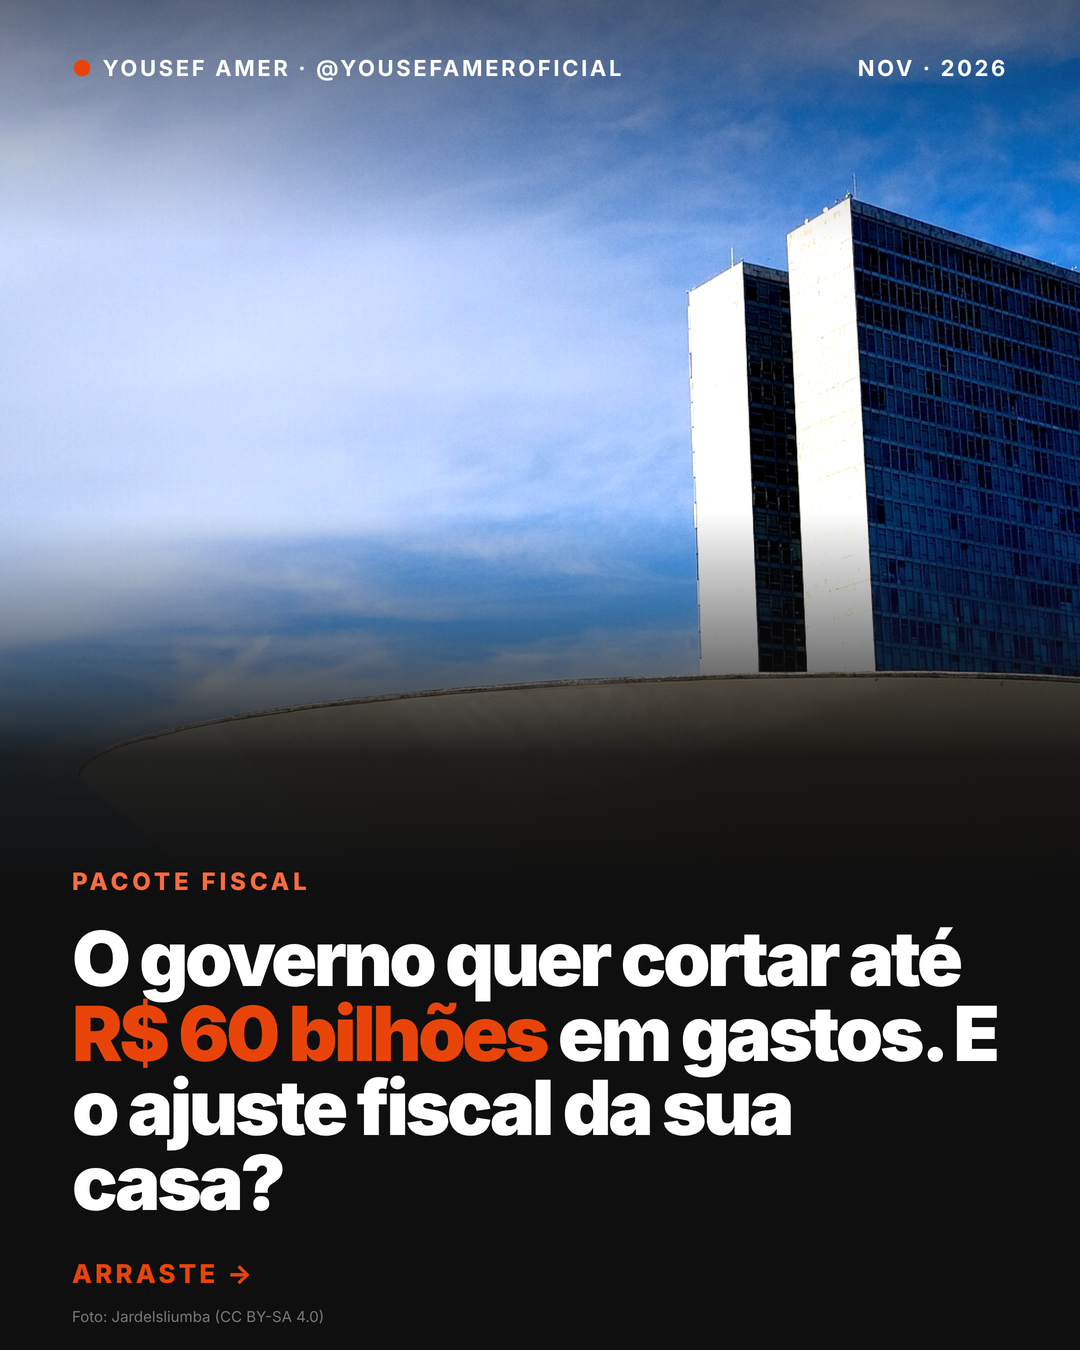 YOUSEF AMER · @YOUSEFAMEROFICIAL
NOV · 2026
PACOTE FISCAL
O governo quer cortar até
R$ 60 bilhões em gastos. E
o ajuste fiscal da sua
casa?
ARRASTE →
Foto: Jardelsliumba (CC BY-SA 4.0)